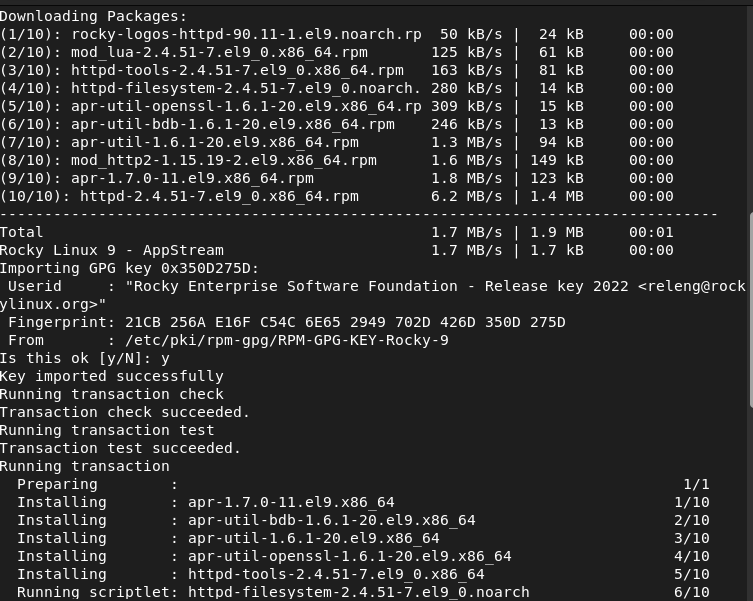 Downloading Packages:
(1/10): rocky-logos-httpd-90.11-1.el9.noarch.rp  50 kB/s |  24 kB     00:00
(2/10): mod_lua-2.4.51-7.el9_0.x86_64.rpm       125 kB/s |  61 kB     00:00
(3/10): httpd-tools-2.4.51-7.el9_0.x86_64.rpm   163 kB/s |  81 kB     00:00
(4/10): httpd-filesystem-2.4.51-7.el9_0.noarch. 280 kB/s |  14 kB     00:00
(5/10): apr-util-openssl-1.6.1-20.el9.x86_64.rp 309 kB/s |  15 kB     00:00
(6/10): apr-util-bdb-1.6.1-20.el9.x86_64.rpm    246 kB/s |  13 kB     00:00
(7/10): apr-util-1.6.1-20.el9.x86_64.rpm        1.3 MB/s |  94 kB     00:00
(8/10): mod_http2-1.15.19-2.el9.x86_64.rpm      1.6 MB/s | 149 kB     00:00
(9/10): apr-1.7.0-11.el9.x86_64.rpm             1.8 MB/s | 123 kB     00:00
(10/10): httpd-2.4.51-7.el9_0.x86_64.rpm        6.2 MB/s | 1.4 MB     00:00
--------------------------------------------------------------------------------
Total                                           1.7 MB/s | 1.9 MB     00:01
Rocky Linux 9 - AppStream                       1.7 MB/s | 1.7 kB     00:00
Importing GPG key 0x350D275D:
 Userid     : "Rocky Enterprise Software Foundation - Release key 2022 <releng@rock
ylinux.org>"
 Fingerprint: 21CB 256A E16F C54C 6E65 2949 702D 426D 350D 275D
 From       : /etc/pki/rpm-gpg/RPM-GPG-KEY-Rocky-9
Is this ok [y/N]: y
Key imported successfully
Running transaction check
Transaction check succeeded.
Running transaction test
Transaction test succeeded.
Running transaction
  Preparing        :                                                        1/1
  Installing       : apr-1.7.0-11.el9.x86_64                               1/10
  Installing       : apr-util-bdb-1.6.1-20.el9.x86_64                      2/10
  Installing       : apr-util-1.6.1-20.el9.x86_64                          3/10
  Installing       : apr-util-openssl-1.6.1-20.el9.x86_64                  4/10
  Installing       : httpd-tools-2.4.51-7.el9_0.x86_64                     5/10
  Running scriptlet: httpd-filesystem-2.4.51-7.el9_0.noarch                6/10